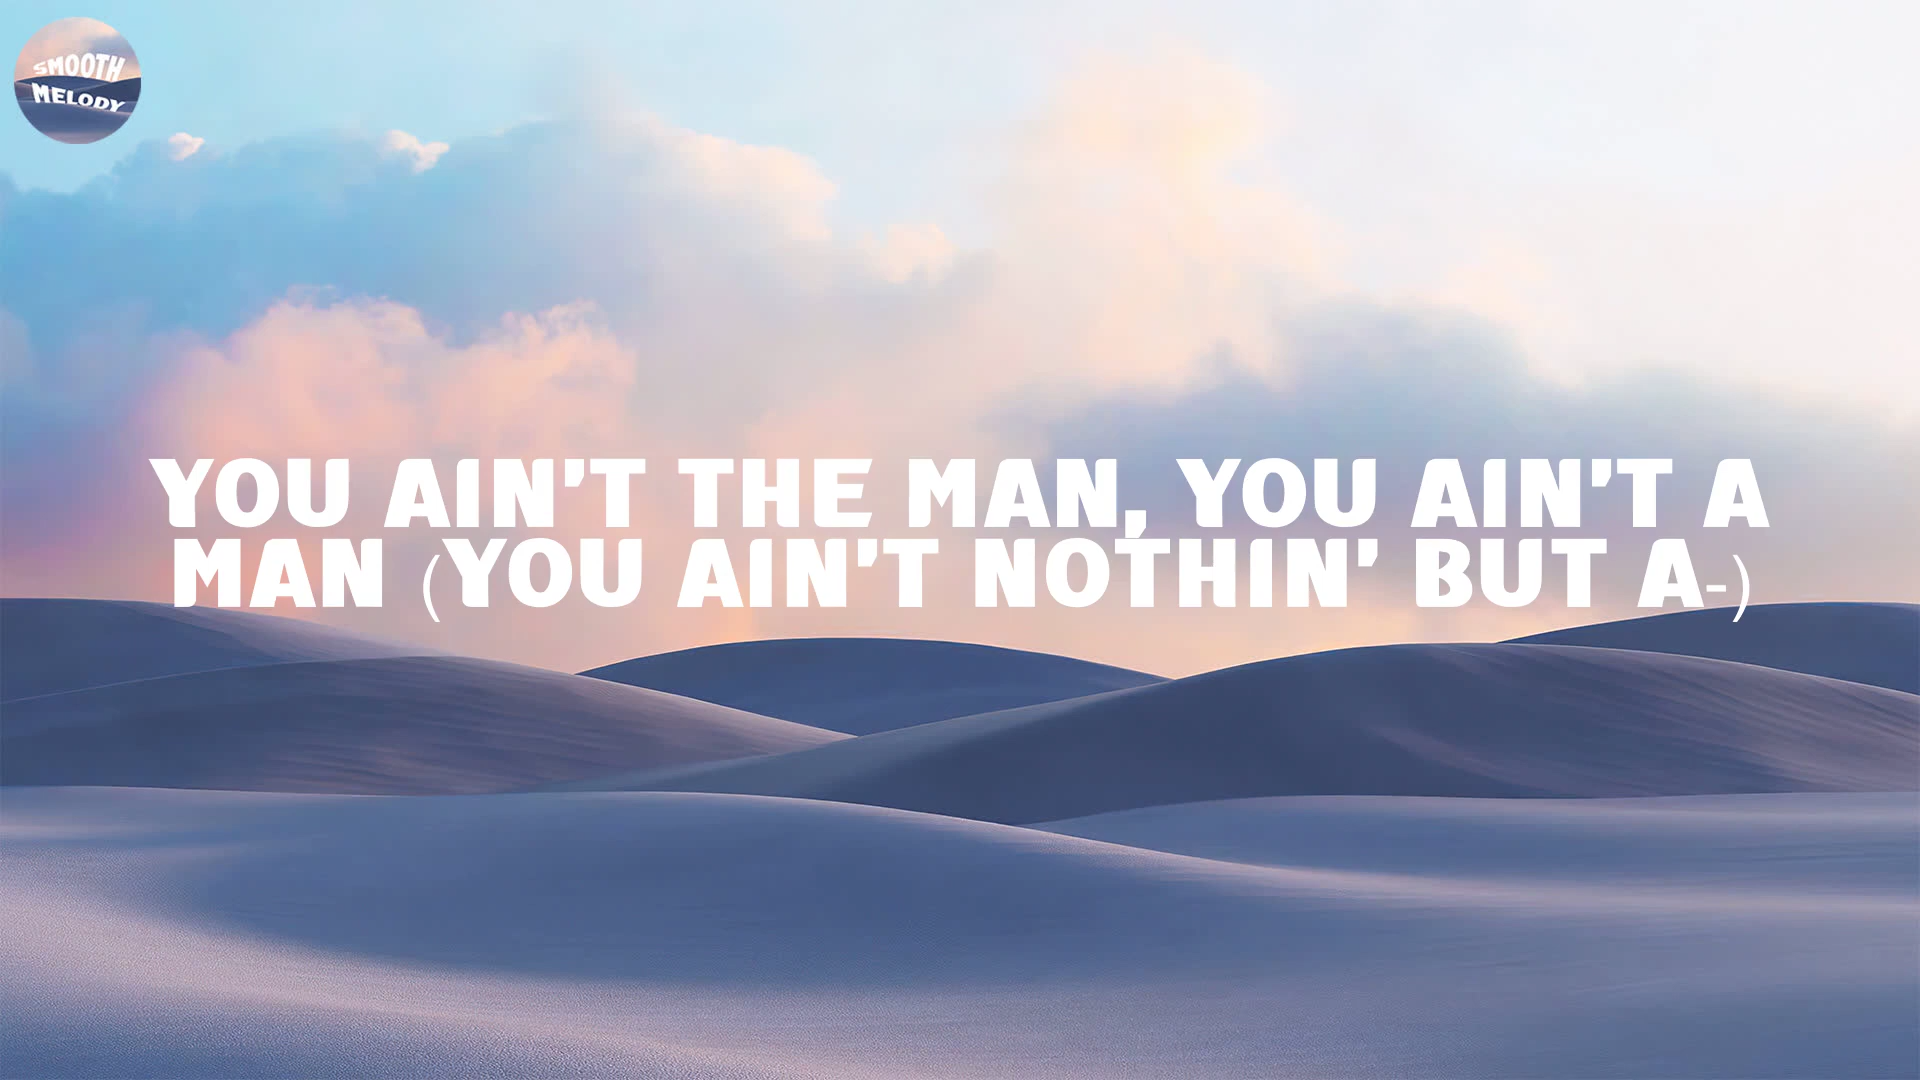 SMOOTH
MELODY
YOU AIN'T THE MAN, YOU AIN'T A
MAN (YOU AIN'T NOTHIN' BUT A-)